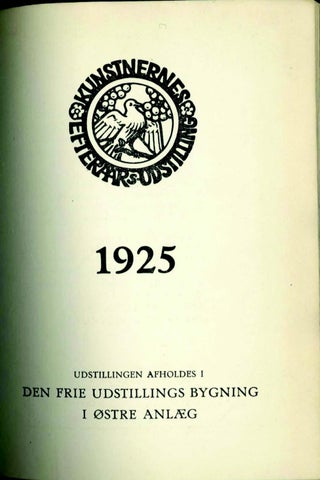 KUNSTNERNES
EFTERAARS-UDSTILLING
1925
UDSTILLINGEN AFHOLDES I
DEN FRIE UDSTILLINGS BYGNING
I ØSTRE ANLÆG